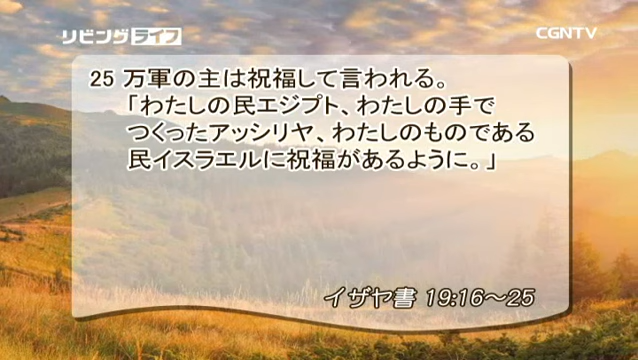 リビングライフ
CGNTV
25 万軍の主は祝福して言われる。
「わたしの民エジプト、わたしの手で
つくったアッシリヤ、わたしのものである
民イスラエルに祝福があるように。」
イザヤ書 19:16～25